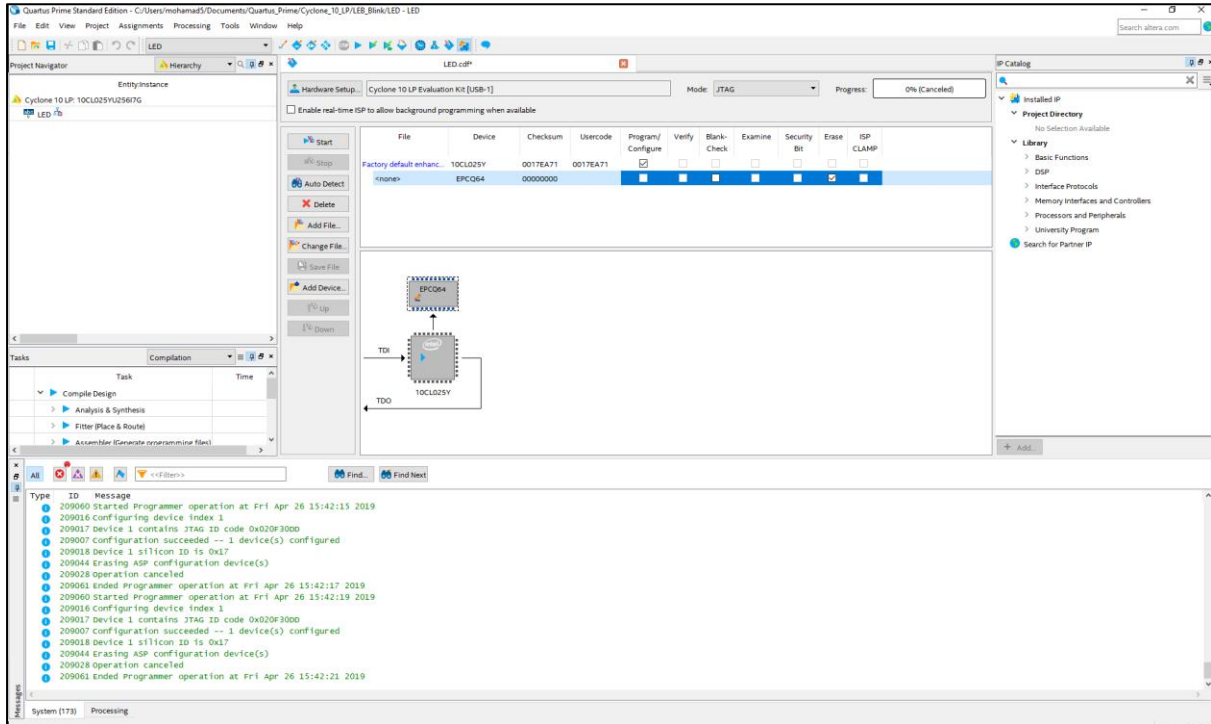 Quartus Prime Standard Edition - C:/Users/mohamad5/Documents/Quartus_Prime/Cyclone_10_LP/LEB_Blink/LED - LED
File Edit View Project Assignments Processing Tools Window Help
Search altera.com
LED
Project Navigator
Hierarchy
Entity:Instance
Cyclone 10 LP: 10CL025YU256I7G
LED
LED.cdf*
Hardware Setup...
Cyclone 10 LP Evaluation Kit [USB-1]
Mode: JTAG
Progress: 0% (Canceled)
Enable real-time ISP to allow background programming when available
Start
Stop
Auto Detect
Delete
Add File...
Change File...
Save File
Add Device...
Up
Down
File Device Checksum Usercode Program/ Configure Verify Blank- Check Examine Security Bit Erase ISP CLAMP
Factory default enhanc... 10CL025Y 0017EA71 0017EA71
<none> EPCQ64 00000000
EPCQ64
TDI
intel
10CL025Y
TDO
IP Catalog
Installed IP
Project Directory
No Selection Available
Library
Basic Functions
DSP
Interface Protocols
Memory Interfaces and Controllers
Processors and Peripherals
University Program
Search for Partner IP
+ Add...
Tasks
Compilation
Task Time
Compile Design
Analysis & Synthesis
Fitter (Place & Route)
Assembler (Generate programming files)
All
<<Filter>>
Find...
Find Next
Type ID Message
209060 Started Programmer operation at Fri Apr 26 15:42:15 2019
209016 Configuring device index 1
209017 Device 1 contains JTAG ID code 0x020F30DD
209007 Configuration succeeded -- 1 device(s) configured
209018 Device 1 silicon ID is 0x17
209044 Erasing ASP configuration device(s)
209028 Operation canceled
209061 Ended Programmer operation at Fri Apr 26 15:42:17 2019
209060 Started Programmer operation at Fri Apr 26 15:42:19 2019
209016 Configuring device index 1
209017 Device 1 contains JTAG ID code 0x020F30DD
209007 Configuration succeeded -- 1 device(s) configured
209018 Device 1 silicon ID is 0x17
209044 Erasing ASP configuration device(s)
209028 Operation canceled
209061 Ended Programmer operation at Fri Apr 26 15:42:21 2019
Messages
System (173) Processing